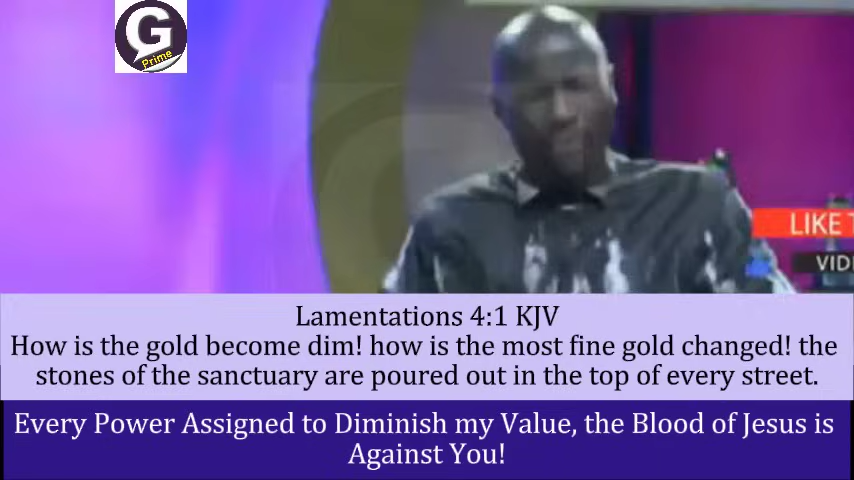 G
Prime
LIKE T
VID
Lamentations 4:1 KJV
How is the gold become dim! how is the most fine gold changed! the
stones of the sanctuary are poured out in the top of every street.
Every Power Assigned to Diminish my Value, the Blood of Jesus is
Against You!